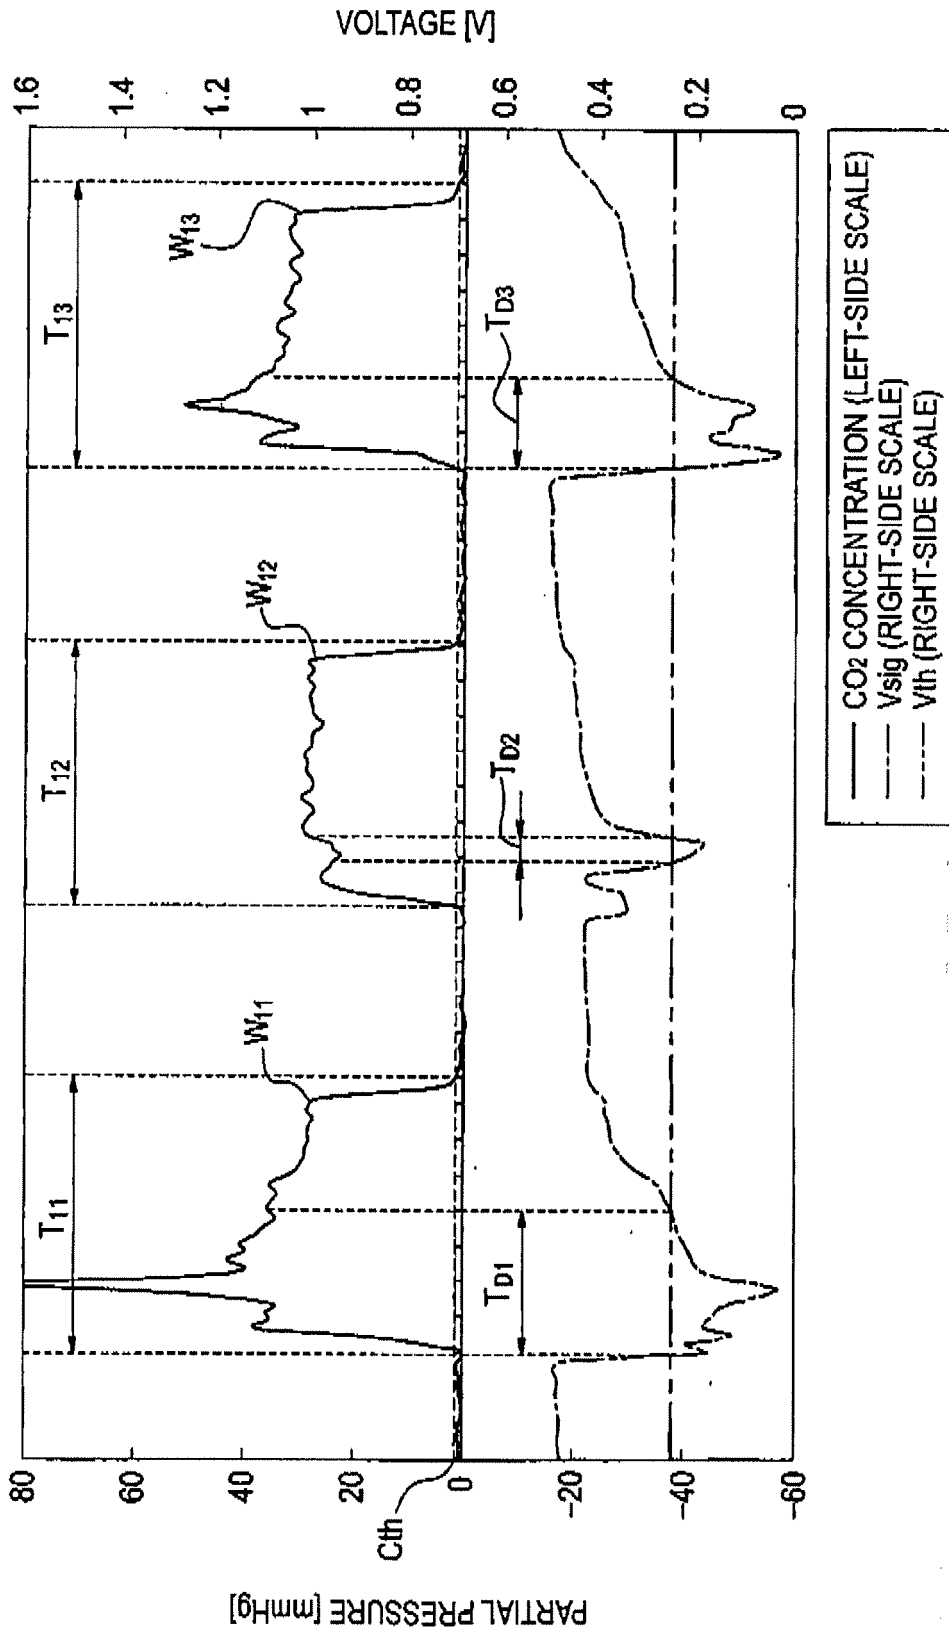 VOLTAGE [V]
1.6
1.4
1.2
1
0.8
0.6
0.4
0.2
0
T11
T12
T13
W11
W12
W13
TD1
TD2
TD3
Cth
80
60
40
20
0
-20
-40
-60
PARTIAL PRESSURE [mmHg]
CO2 CONCENTRATION (LEFT-SIDE SCALE)
Vsig (RIGHT-SIDE SCALE)
Vth (RIGHT-SIDE SCALE)